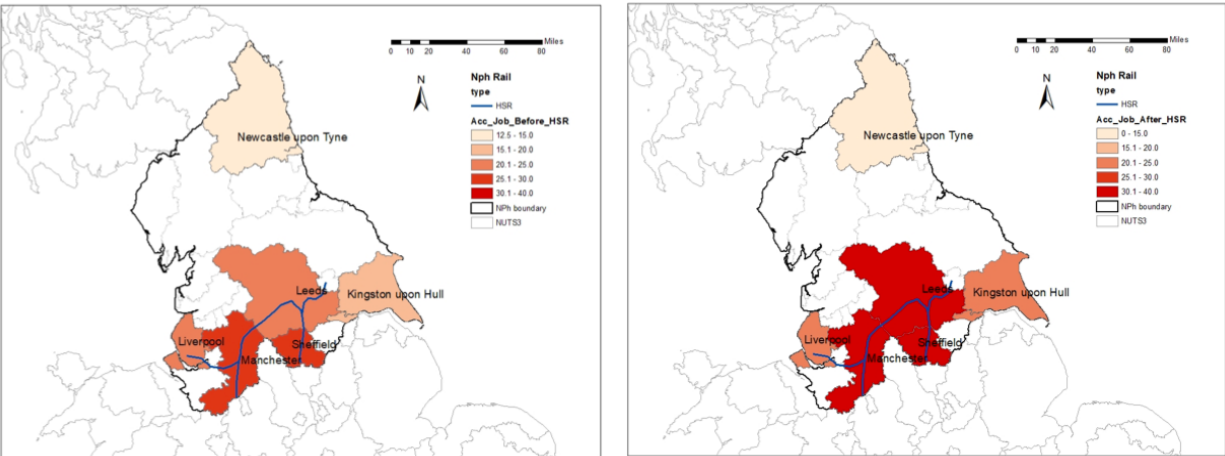 Miles
0 10 20 40 60 80
N
Nph Rail
type
HSR
Acc_Job_Before_HSR
12.5 - 15.0
15.1 - 20.0
20.1 - 25.0
25.1 - 30.0
30.1 - 40.0
NPh boundary
NUTS3
Newcastle upon Tyne
Leeds
Kingston upon Hull
Liverpool
Sheffield
Manchester
Miles
0 10 20 40 60 80
N
Nph Rail
type
HSR
Acc_Job_After_HSR
0 - 15.0
15.1 - 20.0
20.1 - 25.0
25.1 - 30.0
30.1 - 40.0
NPh boundary
NUTS3
Newcastle upon Tyne
Leeds
Kingston upon Hull
Liverpool
Sheffield
Manchester